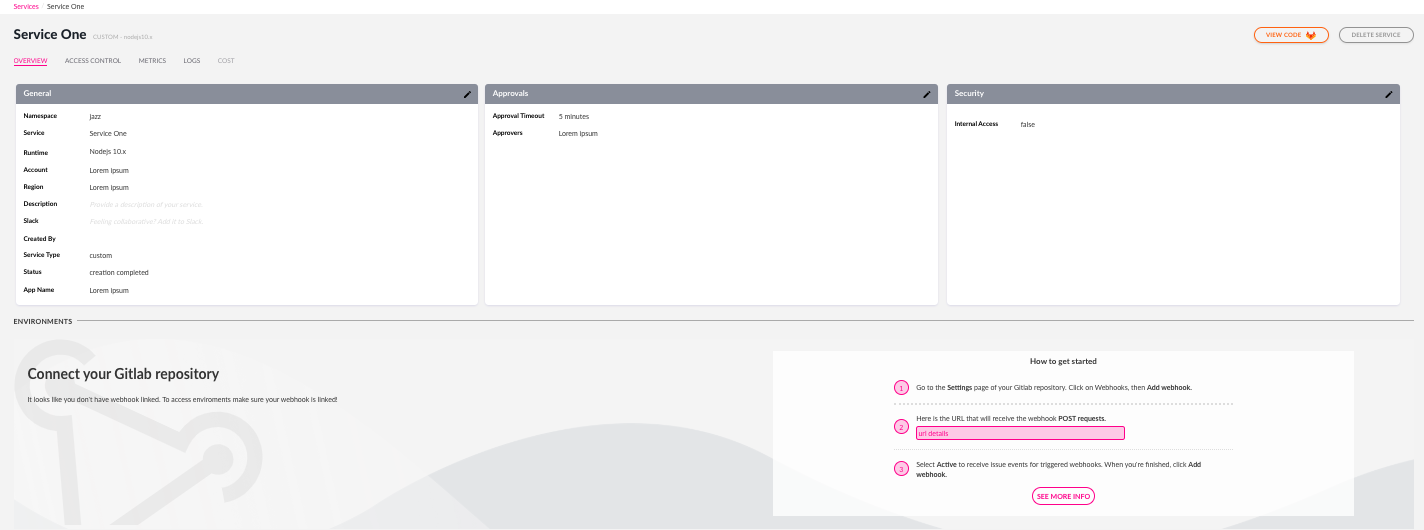 Services
Service One
Service One
CUSTOM - nodejs10.x
VIEW CODE
DELETE SERVICE
OVERVIEW
ACCESS CONTROL
METRICS
LOGS
COST
General
Namespace jazz
Service Service One
Runtime Nodejs 10.x
Account Lorem Ipsum
Region Lorem Ipsum
Description Provide a description of your service.
Slack Feeling collaborative? Add it to Slack.
Created By
Service Type custom
Status creation completed
App Name Lorem Ipsum
Approvals
Approval Timeout 5 minutes
Approvers Lorem Ipsum
Security
Internal Access false
ENVIRONMENTS
Connect your Gitlab repository
It looks like you don't have webhook linked. To access enviroments make sure your webhook is linked!
How to get started
1 Go to the Settings page of your Gitlab repository. Click on Webhooks, then Add webhook.
2 Here is the URL that will receive the webhook POST requests.
url details
3 Select Active to receive issue events for triggered webhooks. When you're finished, click Add
webhook.
SEE MORE INFO